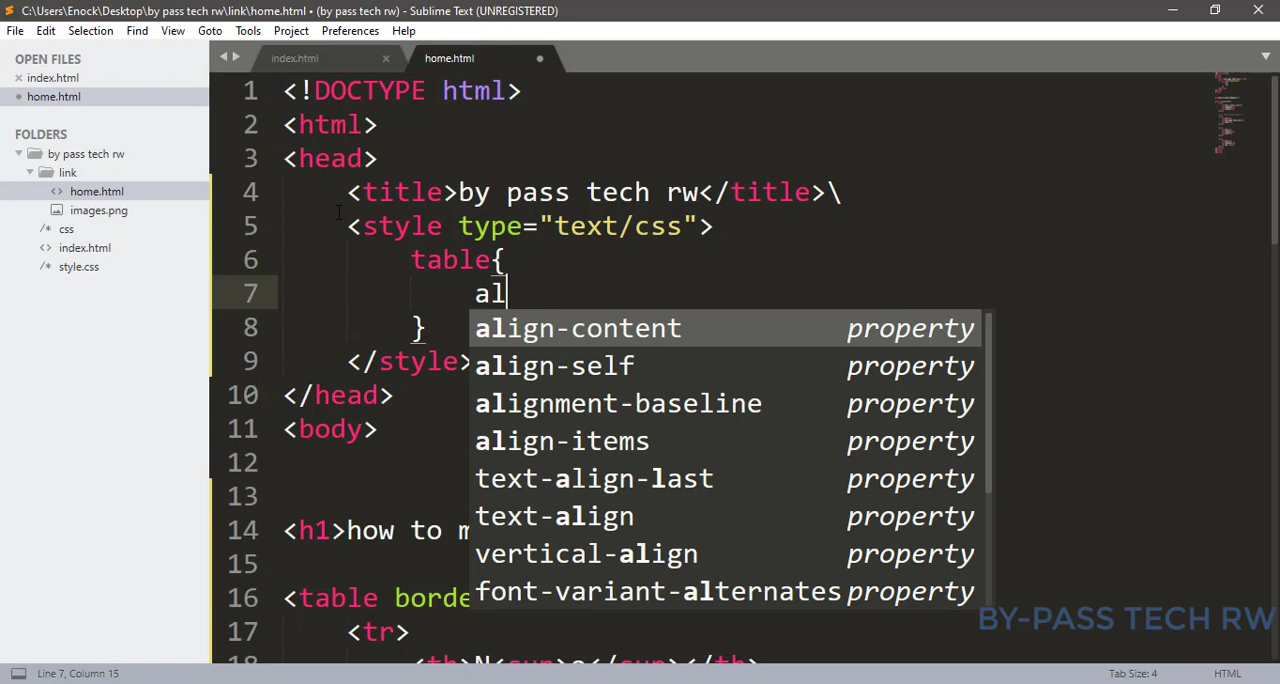 C:\Users\Enock\Desktop\by pass tech rw\link\home.html • (by pass tech rw) - Sublime Text (UNREGISTERED)
File Edit Selection Find View Goto Tools Project Preferences Help
OPEN FILES
index.html
home.html
FOLDERS
by pass tech rw
link
home.html
images.png
css
index.html
style.css
index.html
home.html
1 <!DOCTYPE html>
2 <html>
3 <head>
4 <title>by pass tech rw</title>\
5 <style type="text/css">
6 table{
7 al
8 }
9 </style>
10 </head>
11 <body>
12
13
14 <h1>how to m
15
16 <table borde
17 <tr>
18 <th>N<sup>o</sup></th>
align-content property
align-self property
alignment-baseline property
align-items property
text-align-last property
text-align property
vertical-align property
font-variant-alternates property
BY-PASS TECH RW
Line 7, Column 15
Tab Size: 4
HTML